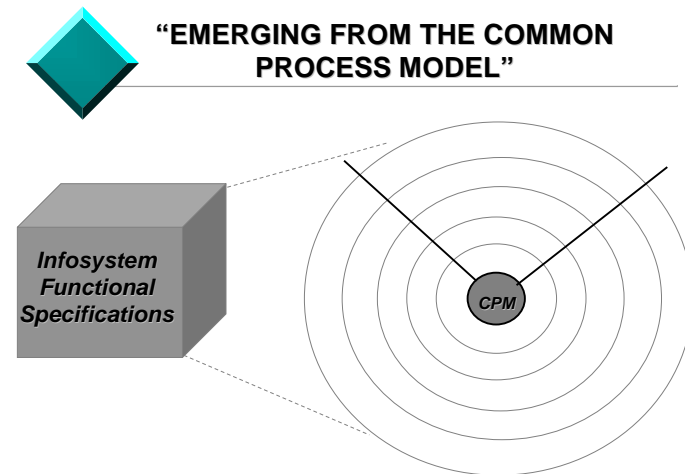 “EMERGING FROM THE COMMON
PROCESS MODEL”
Infosystem
Functional
Specifications
CPM